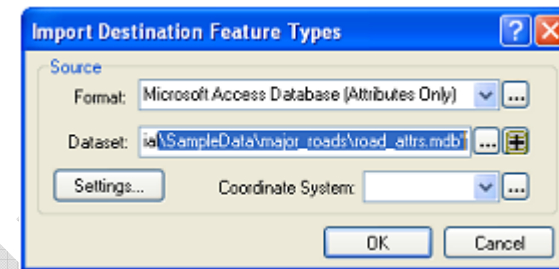 Import Destination Feature Types
Source
Format: Microsoft Access Database (Attributes Only) ...
Dataset: ial\SampleData\major_roads\road_attrs.mdb" ...
Settings... Coordinate System: ...
OK Cancel